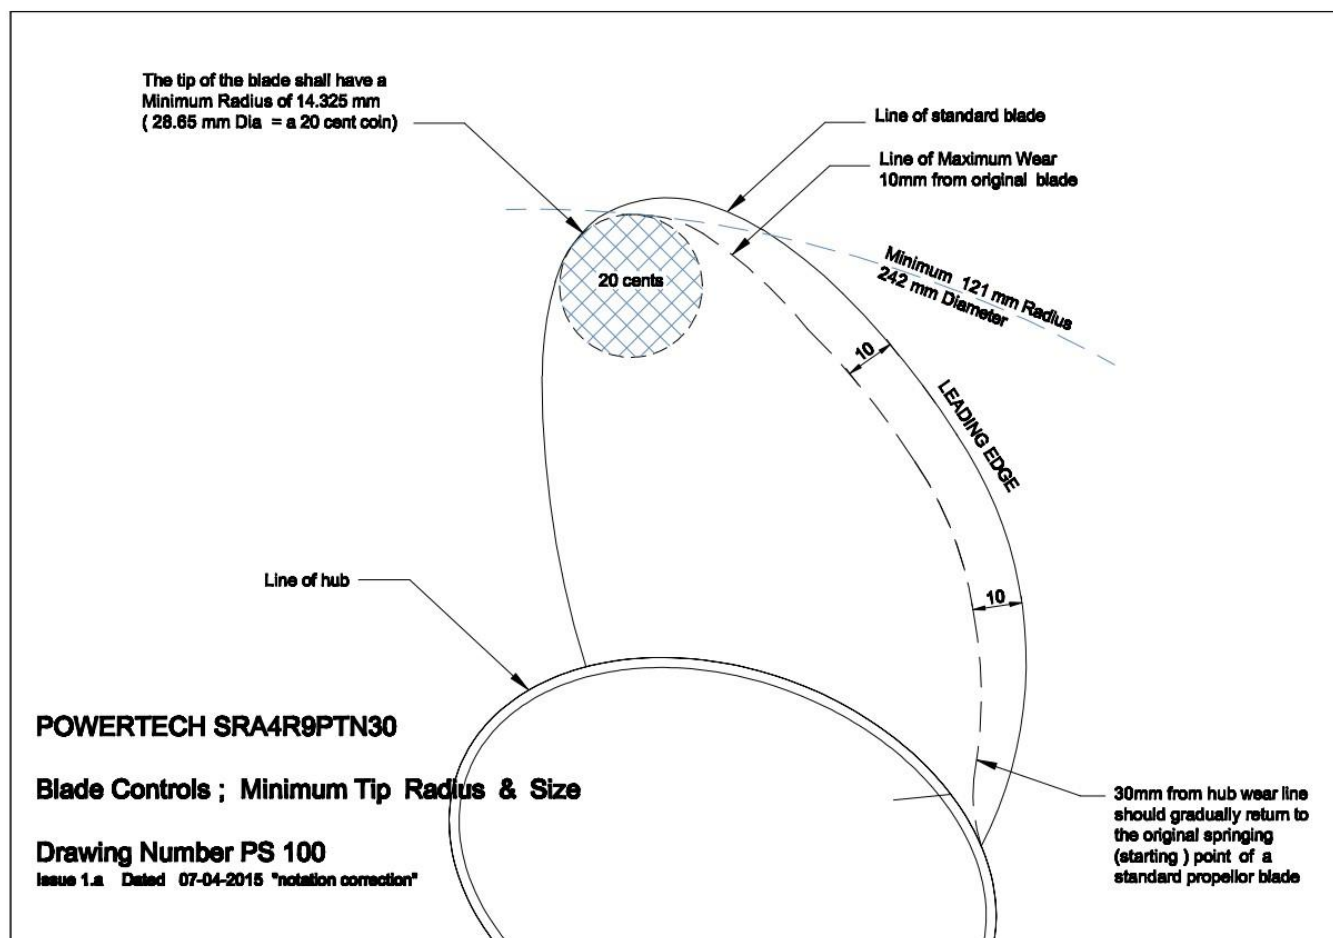 The tip of the blade shall have a
Minimum Radius of 14.325 mm
( 28.65 mm Dia = a 20 cent coin)
Line of standard blade
Line of Maximum Wear
10mm from original blade
20 cents
Minimum 121 mm Radius
242 mm Diameter
10
LEADING EDGE
10
Line of hub
POWERTECH SRA4R9PTN30
Blade Controls ; Minimum Tip Radius & Size
Drawing Number PS 100
Issue 1.a Dated 07-04-2015 "notation correction"
30mm from hub wear line
should gradually return to
the original springing
(starting ) point of a
standard propellor blade